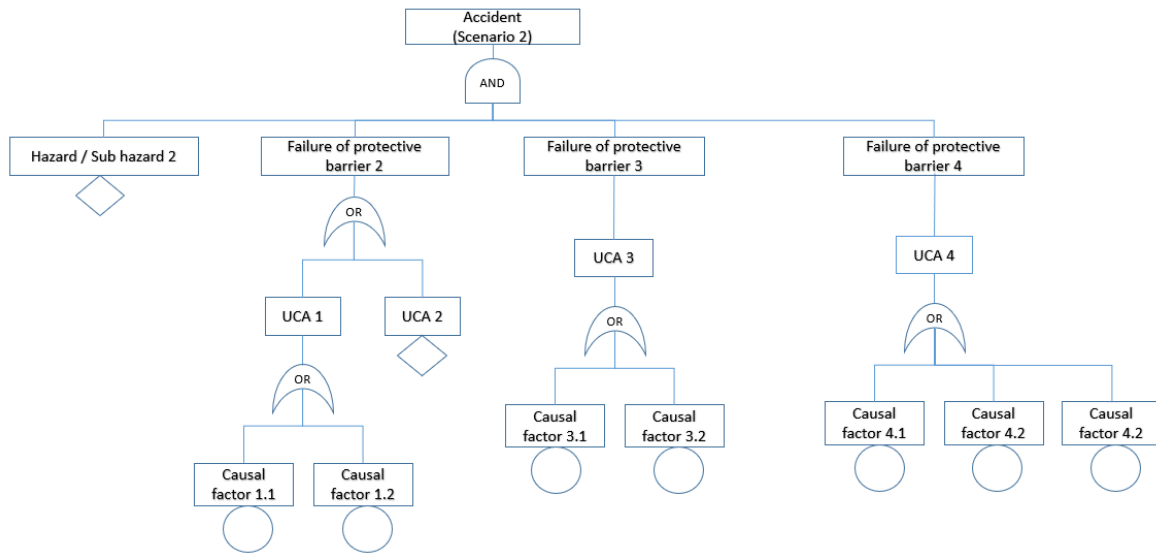 Accident
(Scenario 2)
AND
Hazard / Sub hazard 2
Failure of protective
barrier 2
Failure of protective
barrier 3
Failure of protective
barrier 4
OR
UCA 3
UCA 4
UCA 1
UCA 2
OR
OR
OR
Causal
factor 3.1
Causal
factor 3.2
Causal
factor 4.1
Causal
factor 4.2
Causal
factor 4.2
Causal
factor 1.1
Causal
factor 1.2